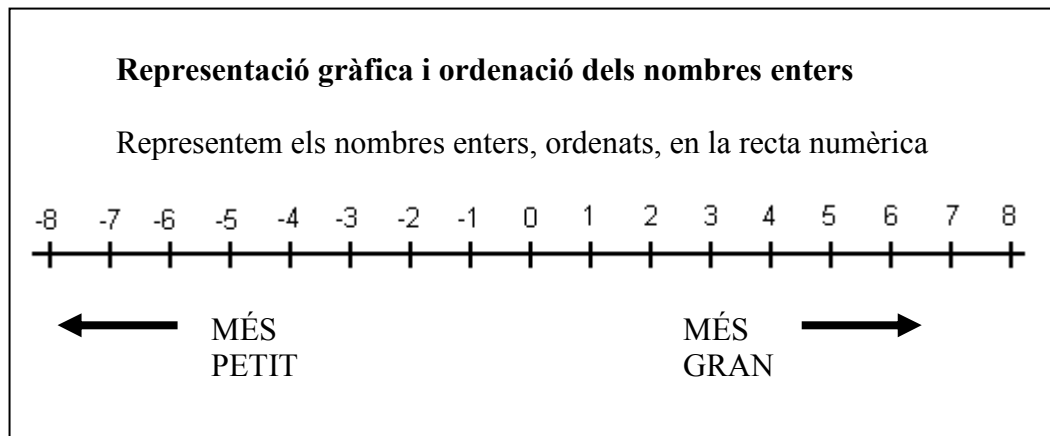 Representació gràfica i ordenació dels nombres enters
Representem els nombres enters, ordenats, en la recta numèrica
-8 -7 -6 -5 -4 -3 -2 -1 0 1 2 3 4 5 6 7 8
MÉS
PETIT
MÉS
GRAN